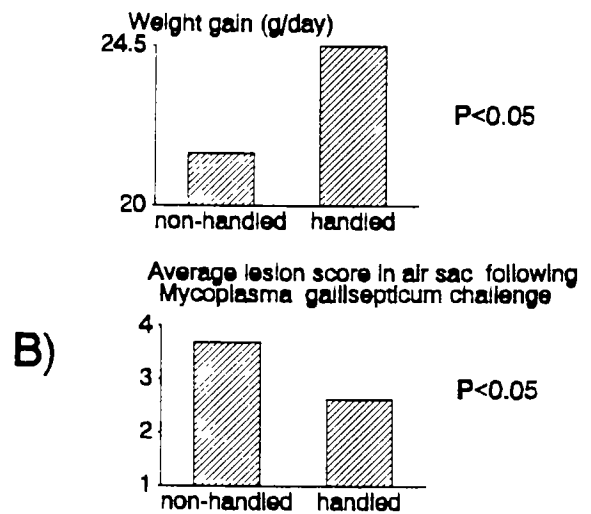 Weight gain (g/day)
24.5
P<0.05
20
non-handled handled
Average lesion score in air sac following
Mycoplasma gallisepticum challenge
B)
4
3
P<0.05
2
1
non-handled handled